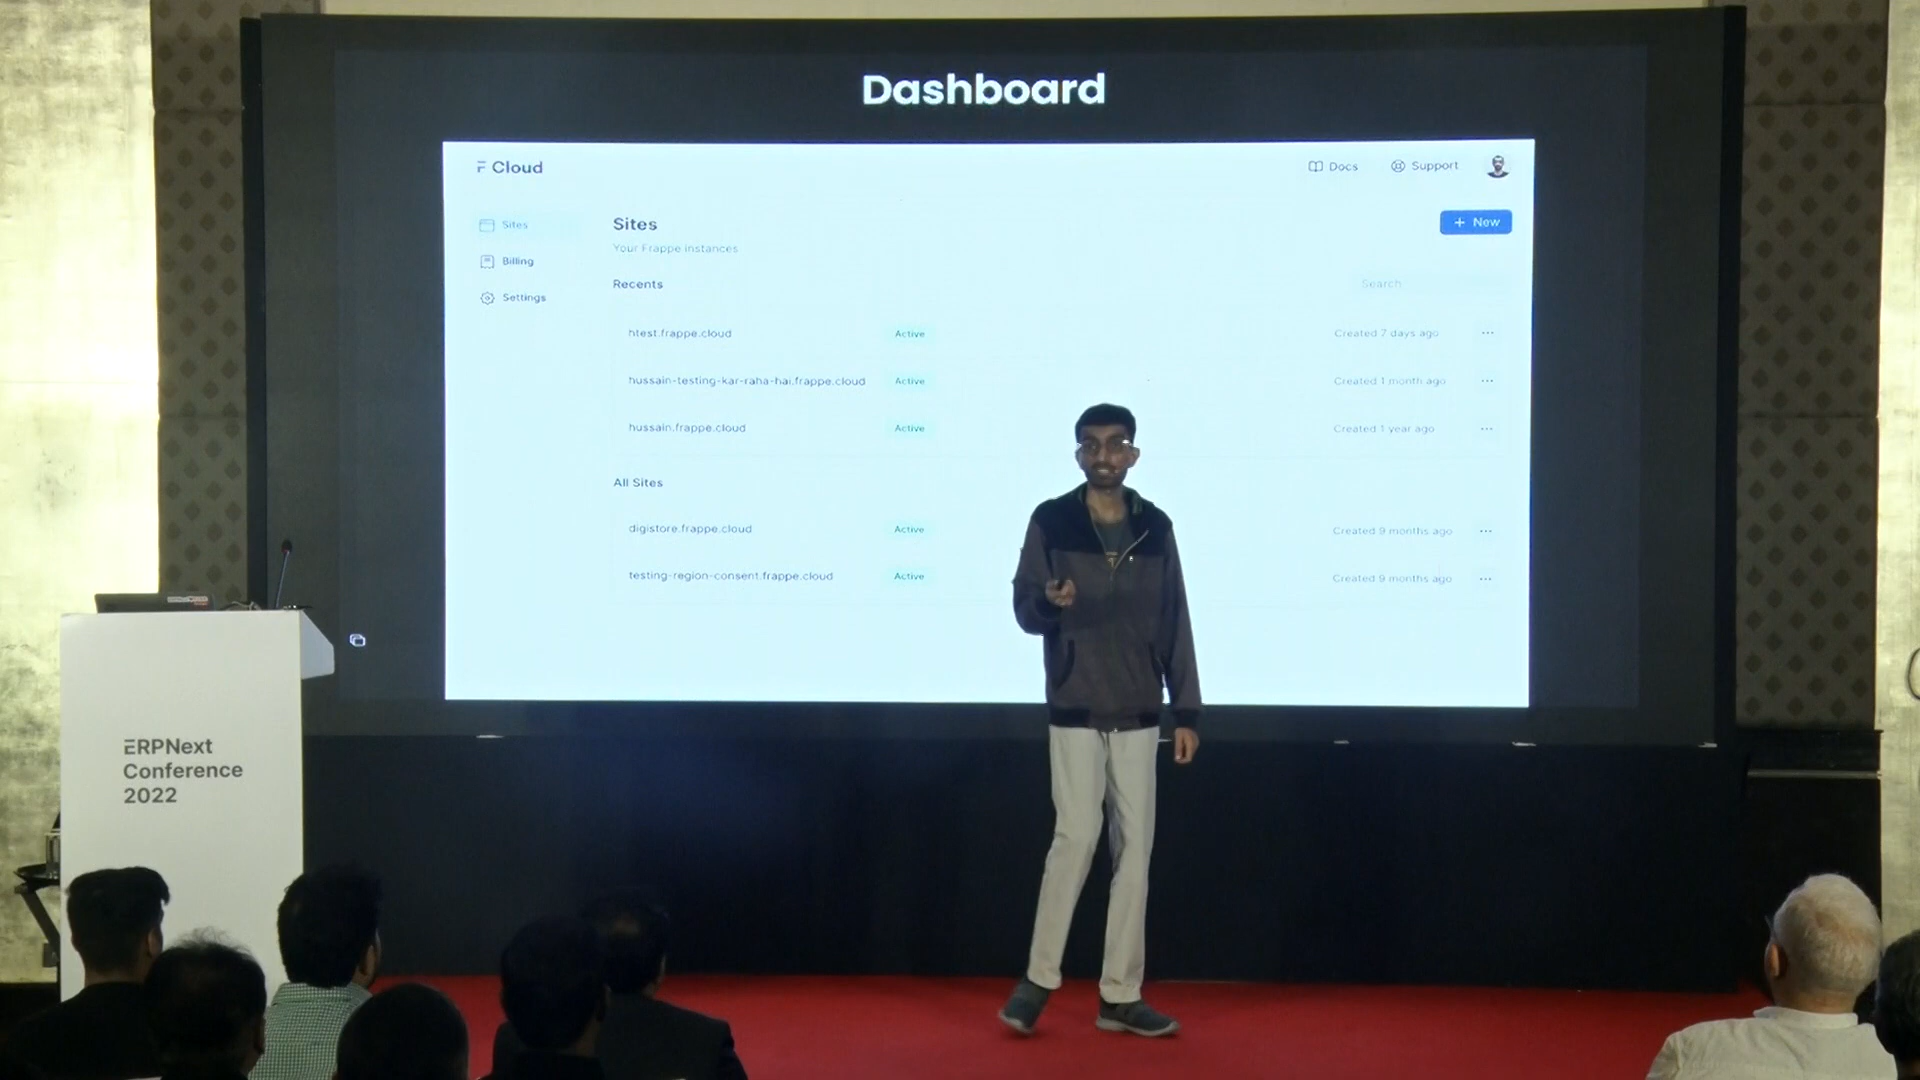 Dashboard
Cloud
Docs
Support
Sites
Billing
Settings
Sites
+ New
Your Frappe instances
Recents
Search
htest.frappe.cloud
Active
Created 7 days ago
hussain-testing-kar-raha-hai.frappe.cloud
Active
Created 1 month ago
hussain.frappe.cloud
Active
Created 1 year ago
All Sites
digistore.frappe.cloud
Active
Created 9 months ago
testing-region-consent.frappe.cloud
Active
Created 9 months ago
ERPNext
Conference
2022